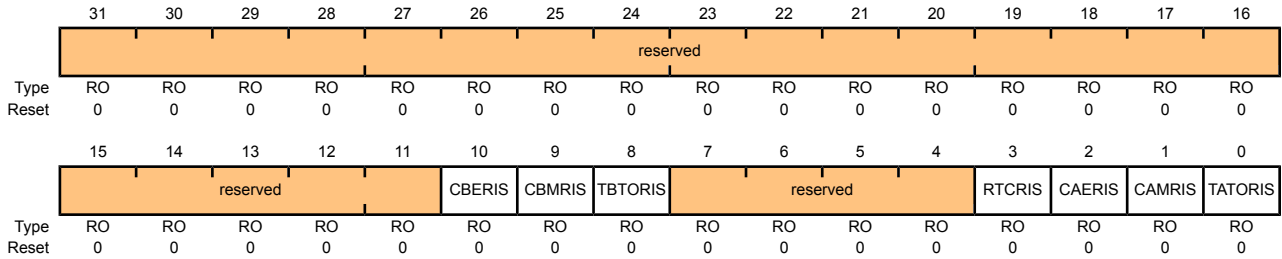 31 30 29 28 27 26 25 24 23 22 21 20 19 18 17 16
reserved
Type RO RO RO RO RO RO RO RO RO RO RO RO RO RO RO RO
Reset 0 0 0 0 0 0 0 0 0 0 0 0 0 0 0 0
15 14 13 12 11 10 9 8 7 6 5 4 3 2 1 0
reserved CBERIS CBMRIS TBTORIS reserved RTCRIS CAERIS CAMRIS TATORIS
Type RO RO RO RO RO RO RO RO RO RO RO RO RO RO RO RO
Reset 0 0 0 0 0 0 0 0 0 0 0 0 0 0 0 0